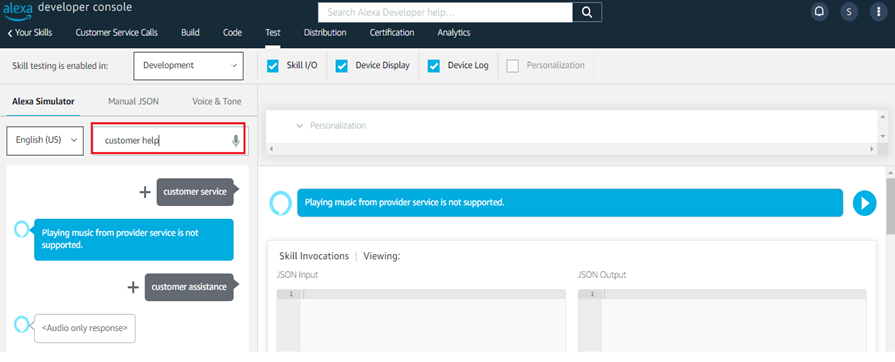 alexa developer console
Search Alexa Developer help...
S
Your Skills Customer Service Calls Build Code Test Distribution Certification Analytics
Skill testing is enabled in: Development Skill I/O Device Display Device Log Personalization
Alexa Simulator Manual JSON Voice & Tone
English (US) customer help
Personalization
customer service
Playing music from provider service is not
supported.
customer assistance
<Audio only response>
Playing music from provider service is not supported.
Skill Invocations | Viewing:
JSON Input JSON Output
1 1